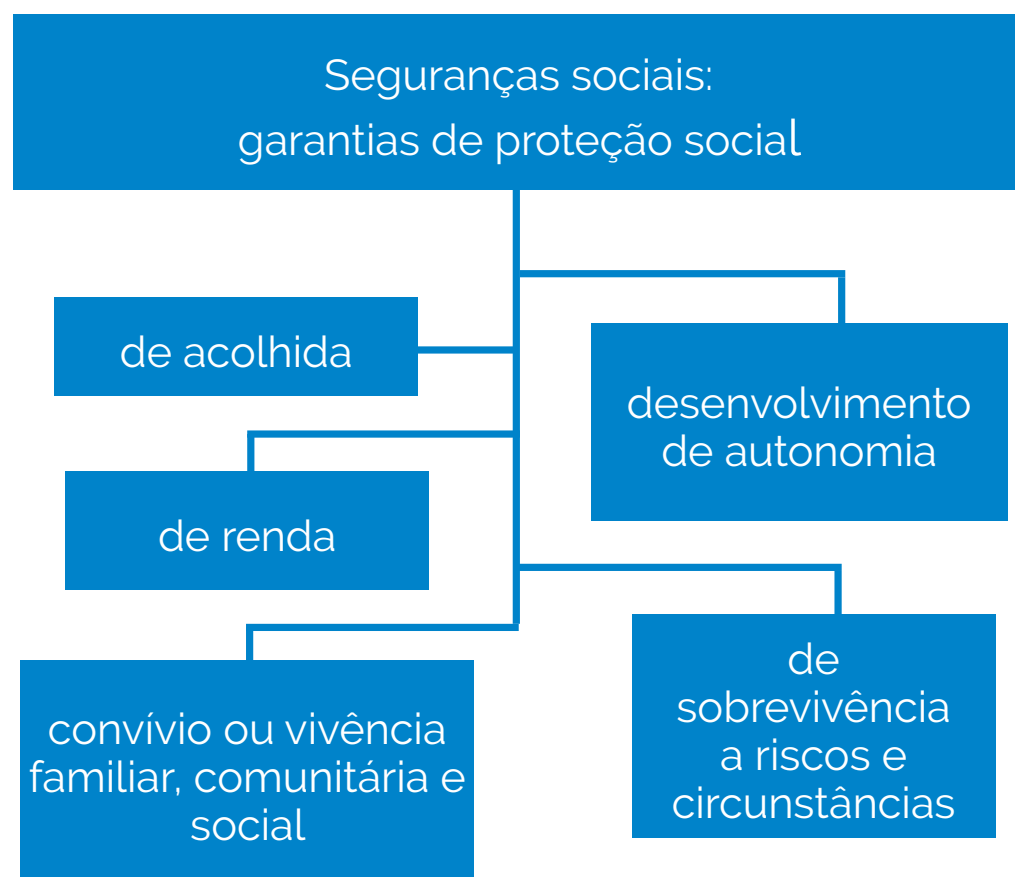 Seguranças sociais:
garantias de proteção social
de acolhida
desenvolvimento
de autonomia
de renda
convívio ou vivência
familiar, comunitária e
social
de
sobrevivência
a riscos e
circunstâncias